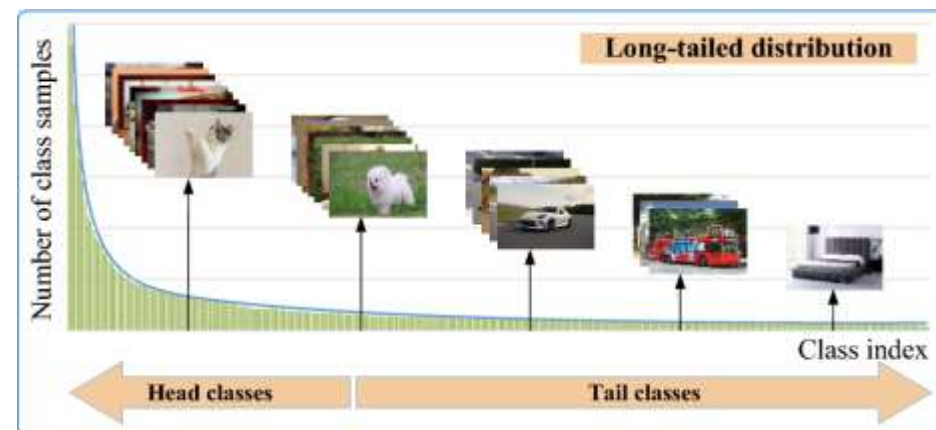 Long-tailed distribution
Number of class samples
Class index
Head classes
Tail classes